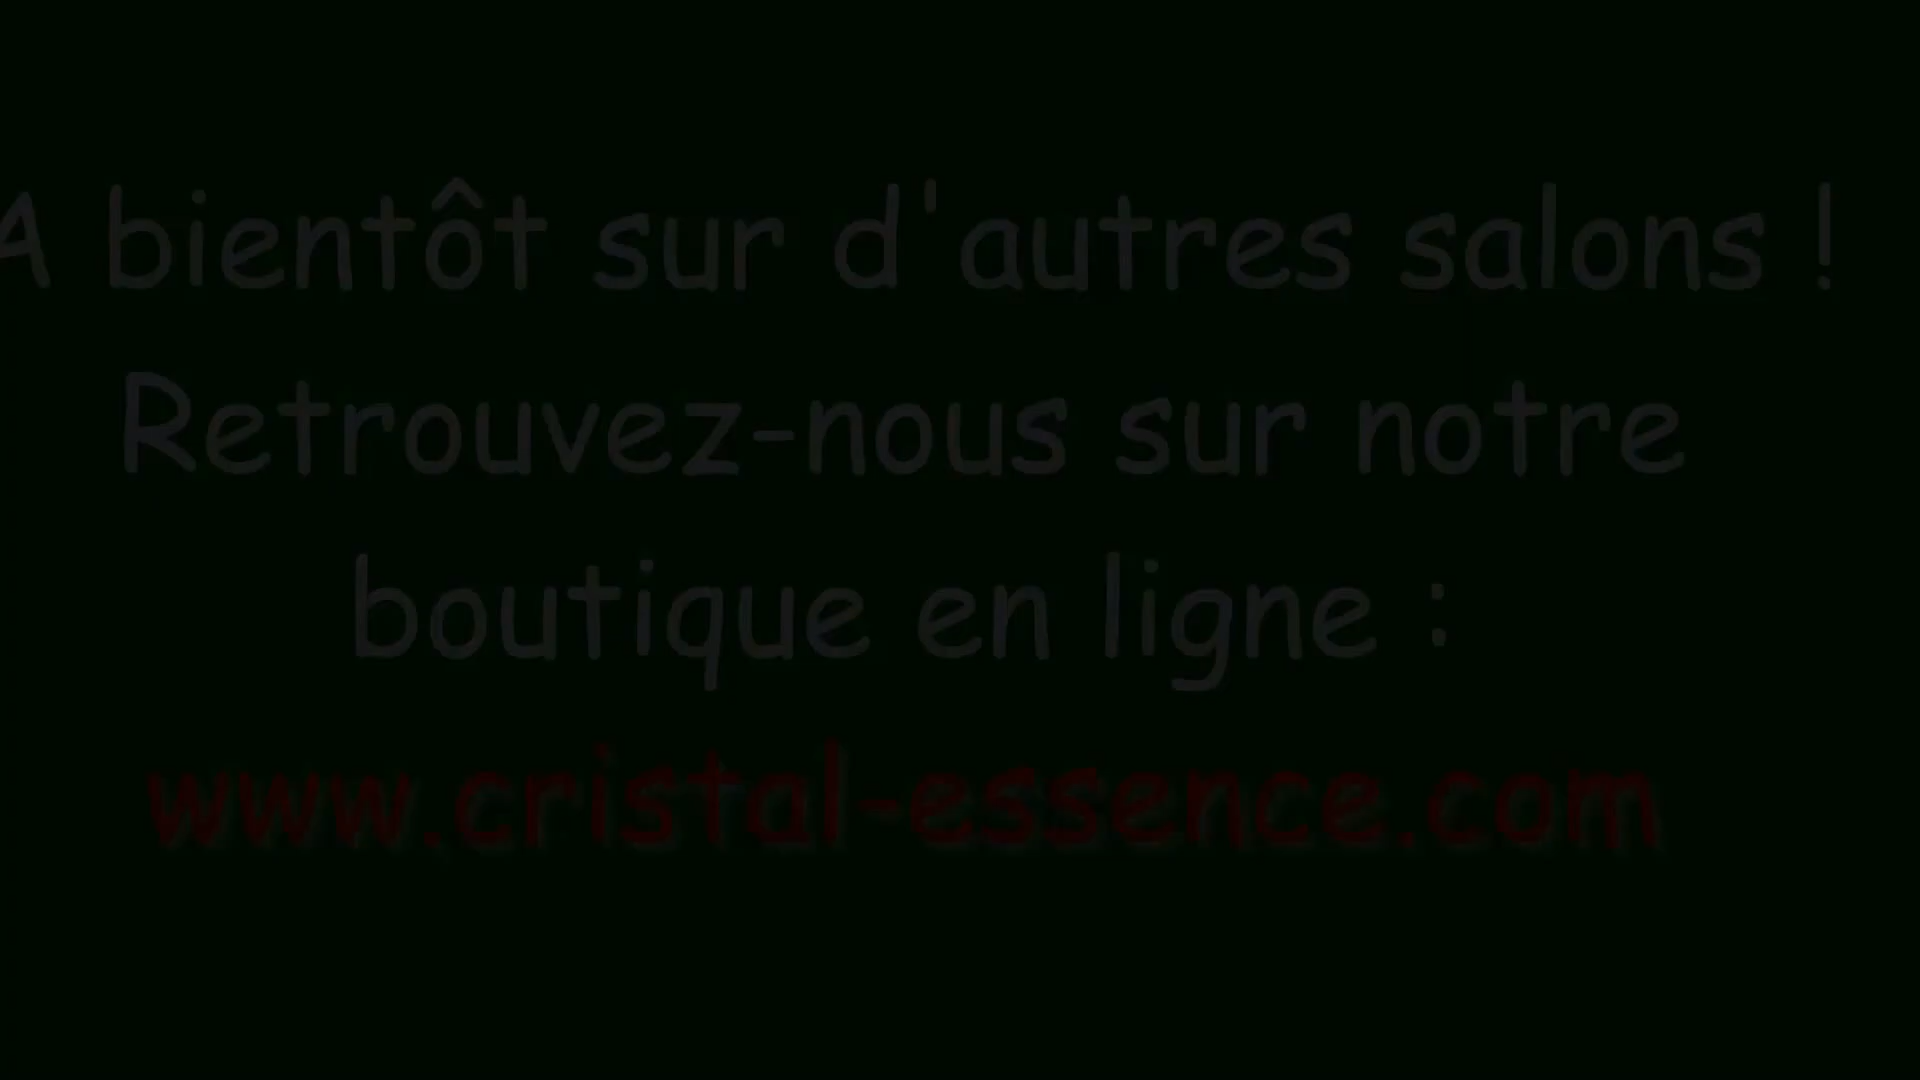 A bientôt sur d'autres salons !
Retrouvez-nous sur notre
boutique en ligne :
www.cristal-essence.com